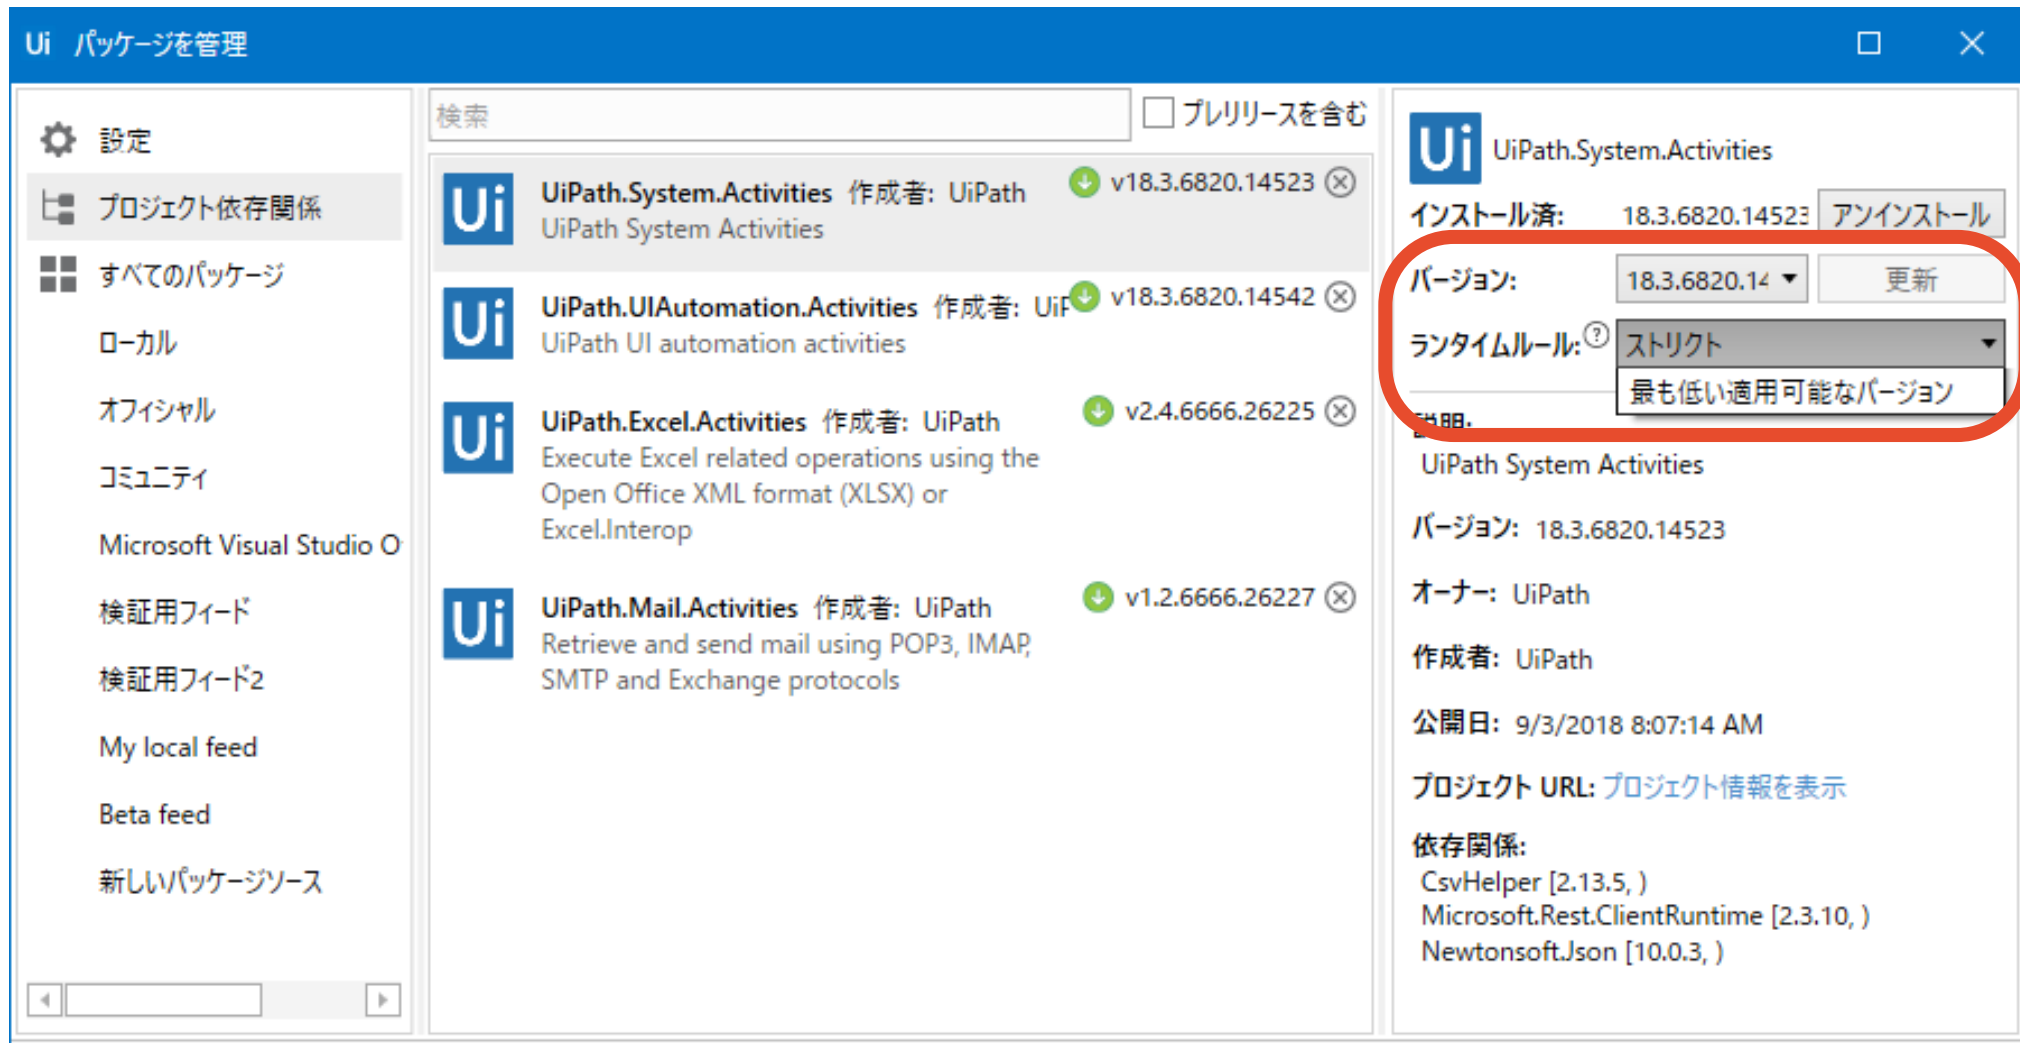 Ui パッケージを管理
設定
プロジェクト依存関係
すべてのパッケージ
ローカル
オフィシャル
コミュニティ
Microsoft Visual Studio O
検証用フィード
検証用フィード2
My local feed
Beta feed
新しいパッケージソース
検索
プレリリースを含む
Ui UiPath.System.Activities 作成者: UiPath v18.3.6820.14523
UiPath System Activities
Ui UiPath.UIAutomation.Activities 作成者: UiP v18.3.6820.14542
UiPath UI automation activities
Ui UiPath.Excel.Activities 作成者: UiPath v2.4.6666.26225
Execute Excel related operations using the
Open Office XML format (XLSX) or
Excel.Interop
Ui UiPath.Mail.Activities 作成者: UiPath v1.2.6666.26227
Retrieve and send mail using POP3, IMAP,
SMTP and Exchange protocols
Ui UiPath.System.Activities
インストール済: 18.3.6820.14523 アンインストール
バージョン: 18.3.6820.14 更新
ランタイムルール: ? ストリクト
最も低い適用可能なバージョン
説明:
UiPath System Activities
バージョン: 18.3.6820.14523
オーナー: UiPath
作成者: UiPath
公開日: 9/3/2018 8:07:14 AM
プロジェクト URL: プロジェクト情報を表示
依存関係:
CsvHelper [2.13.5, )
Microsoft.Rest.ClientRuntime [2.3.10, )
Newtonsoft.Json [10.0.3, )